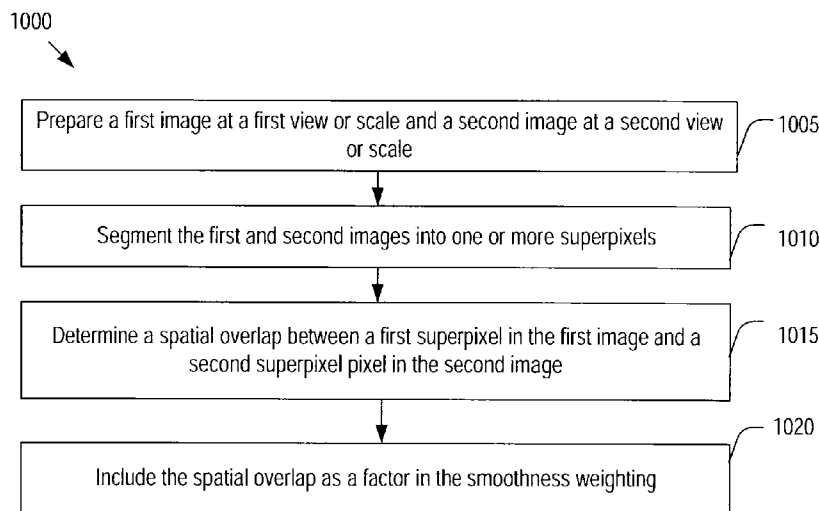 1000
Prepare a first image at a first view or scale and a second image at a second view
or scale
1005
Segment the first and second images into one or more superpixels
1010
Determine a spatial overlap between a first superpixel in the first image and a
second superpixel pixel in the second image
1015
1020
Include the spatial overlap as a factor in the smoothness weighting